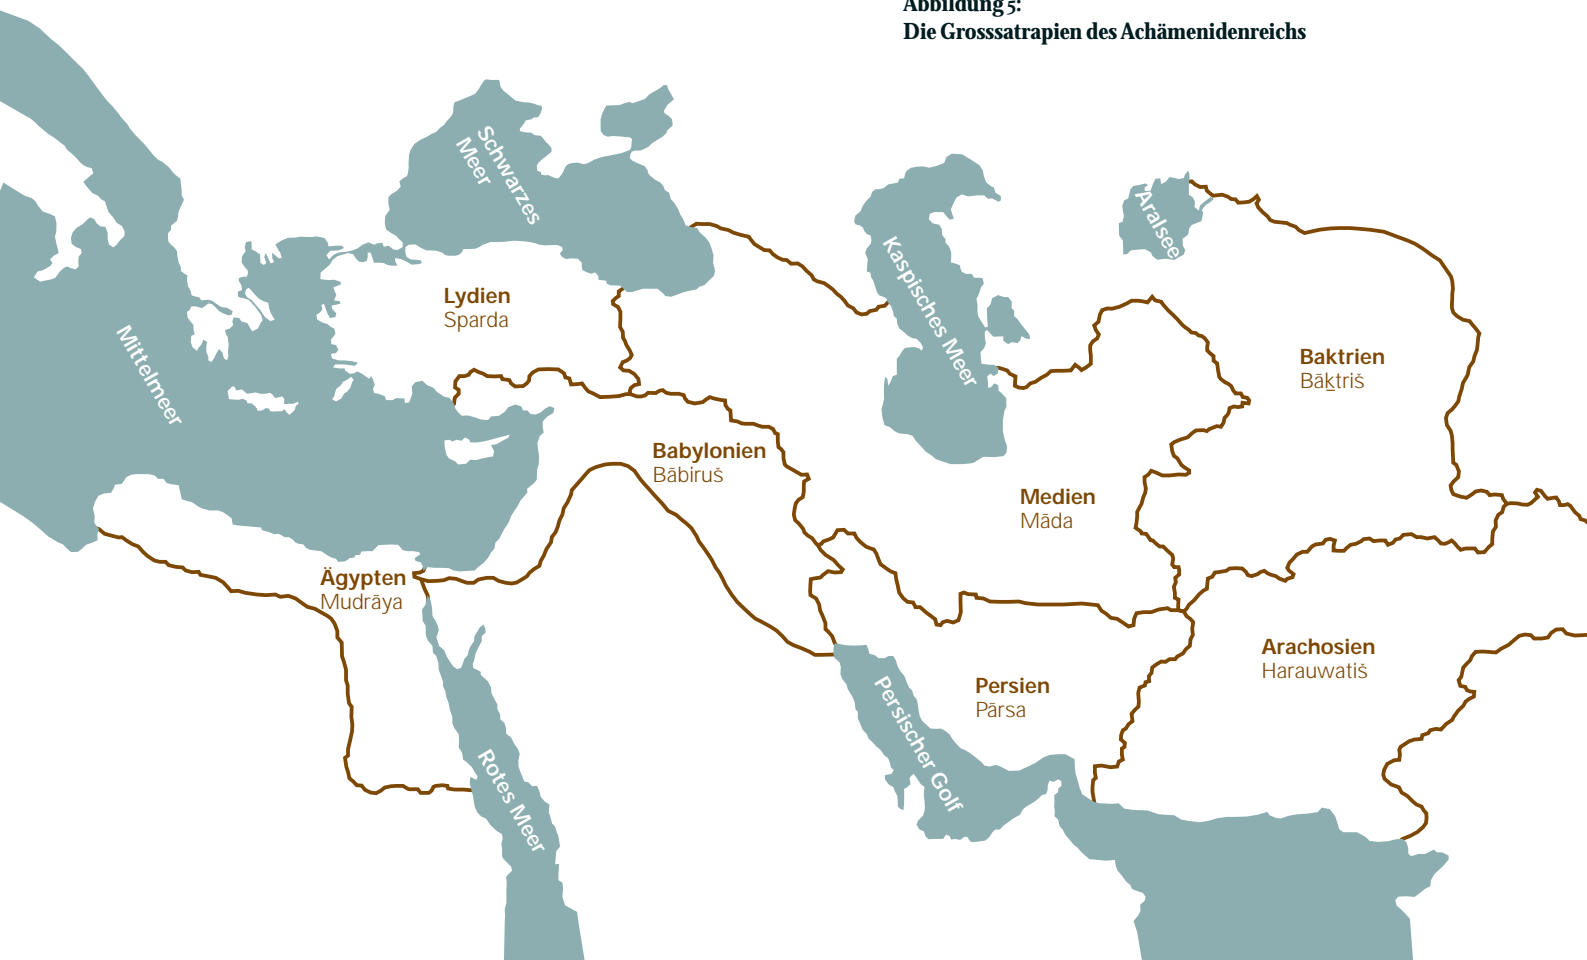 Abbildung 5:
Die Grosssatrapien des Achämenidenreichs
Schwarzes
Meer
Aralsee
Kaspisches Meer
Lydien
Sparda
Mittelmeer
Baktrien
Bāḵtriš
Babylonien
Bābiruš
Medien
Māda
Ägypten
Mudrāya
Arachosien
Harauwatiš
Persien
Pārsa
Persischer Golf
Rotes Meer